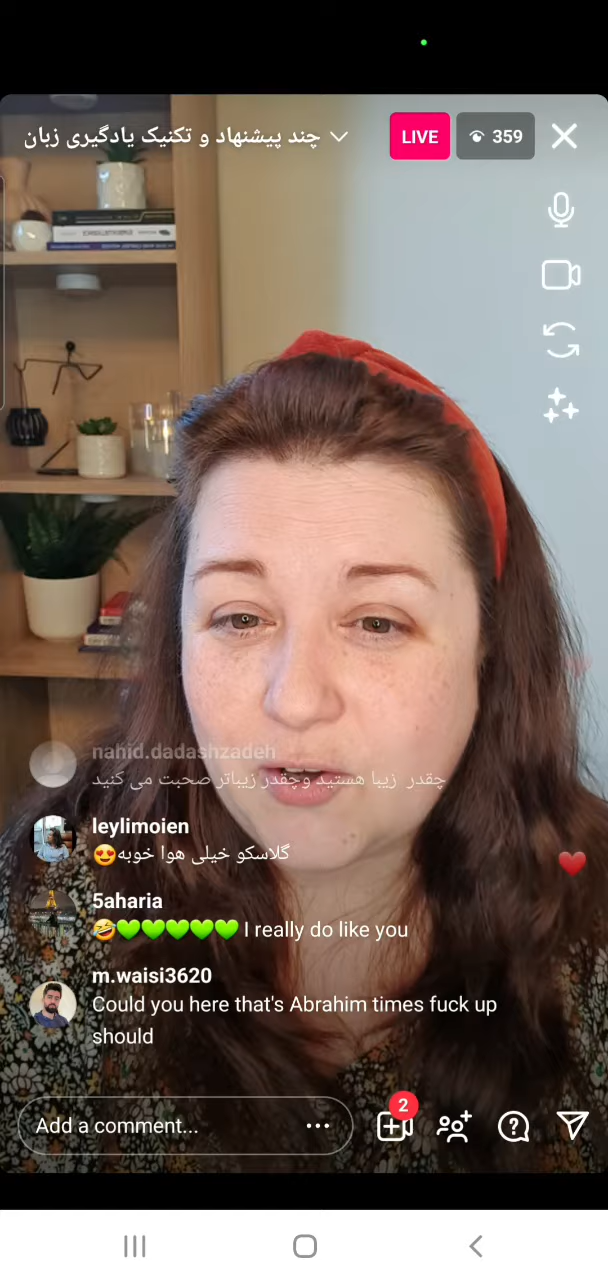 چند پیشنهاد و تکنیک یادگیری زبان
LIVE
359
nahid.dadashzadeh
چقدر زیبا هستید وچقدر زیباتر صحبت می کنید
leylimoien
گلاسکو خیلی هوا خوبه😍
5aharia
🤣💚💚💚💚💚 I really do like you
m.waisi3620
Could you here that's Abrahim times fuck up
should
Add a comment...
2